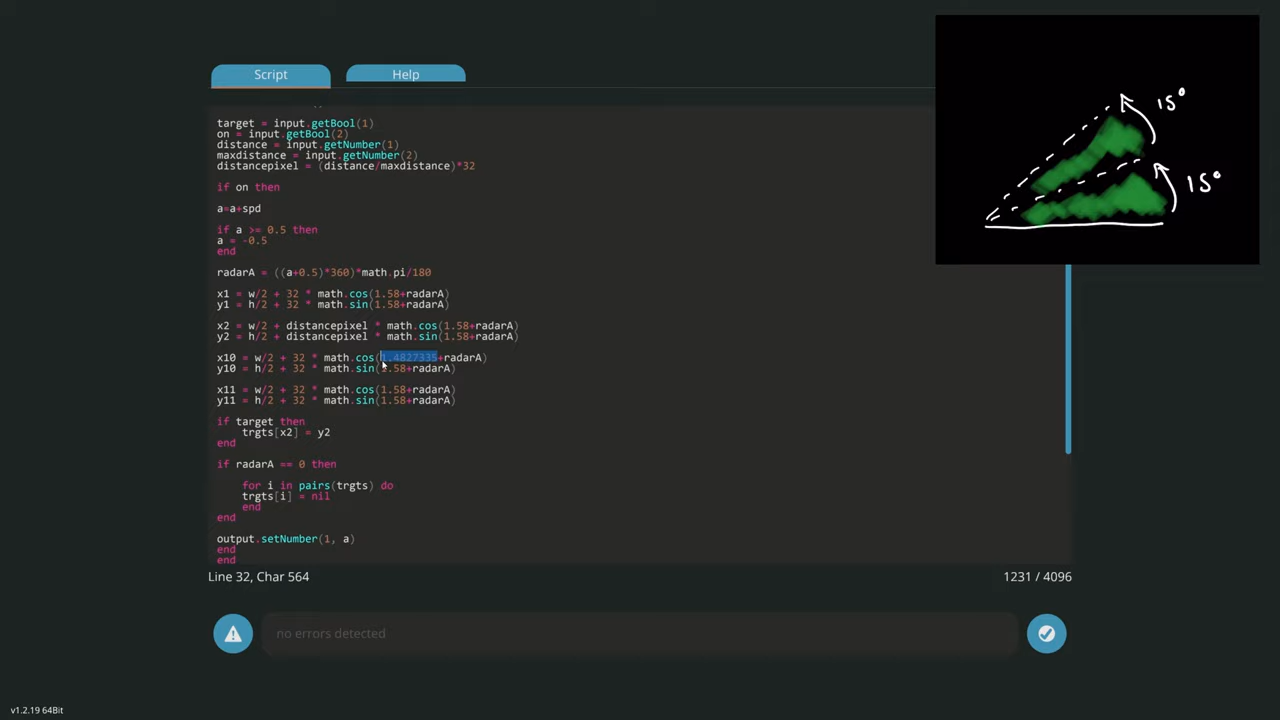 Script
Help
target = input.getBool(1)
on = input.getBool(2)
distance = input.getNumber(1)
maxdistance = input.getNumber(2)
distancepixel = (distance/maxdistance)*32
if on then
a=a+spd
if a >= 0.5 then
a = -0.5
end
radarA = ((a+0.5)*360)*math.pi/180
x1 = w/2 + 32 * math.cos(1.58+radarA)
y1 = h/2 + 32 * math.sin(1.58+radarA)
x2 = w/2 + distancepixel * math.cos(1.58+radarA)
y2 = h/2 + distancepixel * math.sin(1.58+radarA)
x10 = w/2 + 32 * math.cos(1.4827335+radarA)
y10 = h/2 + 32 * math.sin(1.58+radarA)
x11 = w/2 + 32 * math.cos(1.58+radarA)
y11 = h/2 + 32 * math.sin(1.58+radarA)
if target then
trgts[x2] = y2
end
if radarA == 0 then
for i in pairs(trgts) do
trgts[i] = nil
end
end
output.setNumber(1, a)
end
end
Line 32, Char 564
1231 / 4096
no errors detected
v1.2.19 64Bit
15°
15°